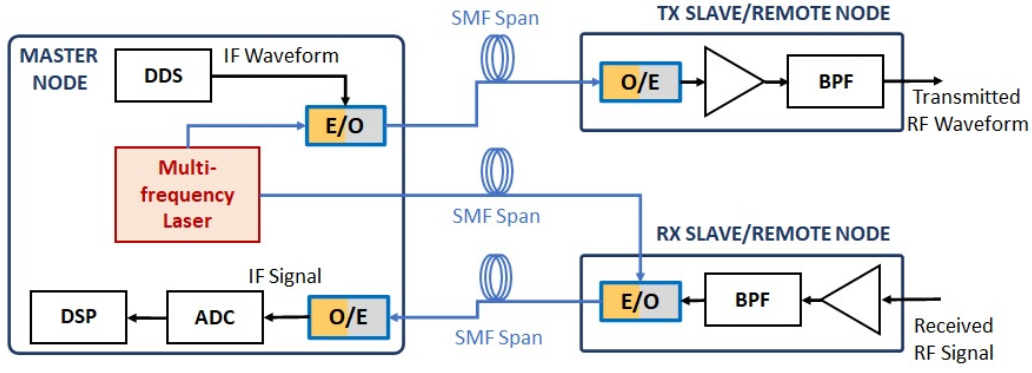 MASTER
NODE
DDS
IF Waveform
E/O
Multi-
frequency
Laser
IF Signal
DSP
ADC
O/E
SMF Span
SMF Span
SMF Span
TX SLAVE/REMOTE NODE
O/E
BPF
Transmitted
RF Waveform
RX SLAVE/REMOTE NODE
E/O
BPF
Received
RF Signal